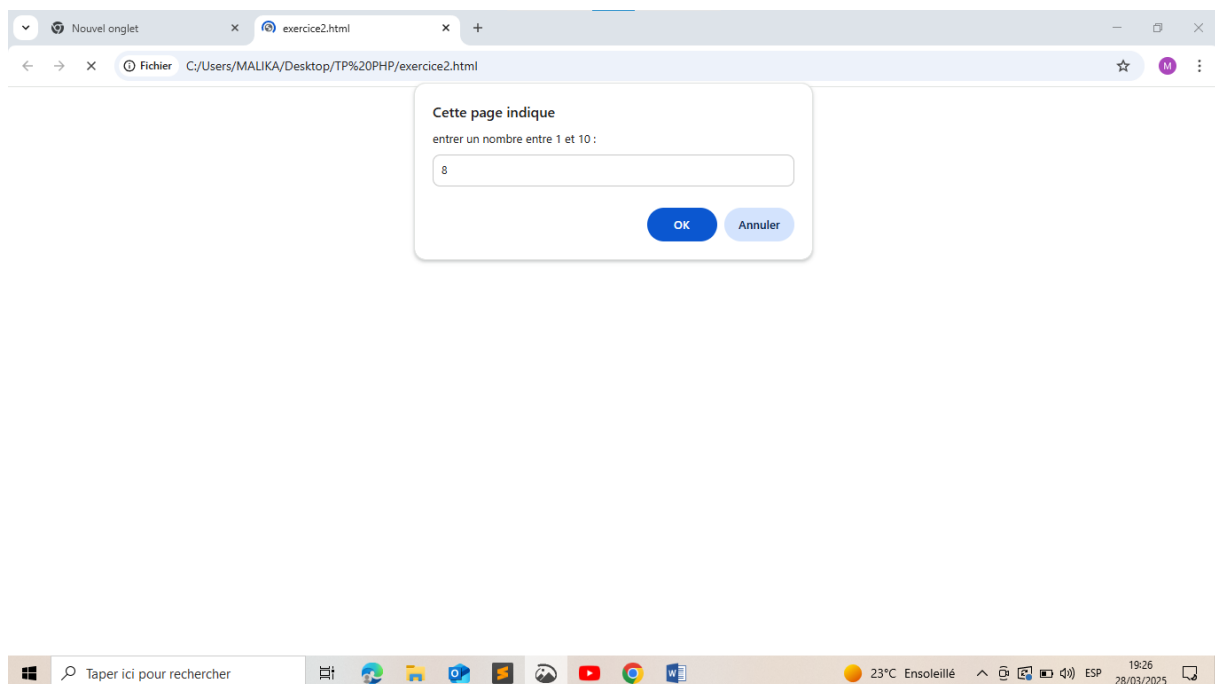 Nouvel onglet
exercice2.html
Fichier
C:/Users/MALIKA/Desktop/TP%20PHP/exercice2.html
M
Cette page indique
entrer un nombre entre 1 et 10 :
8
OK
Annuler
Taper ici pour rechercher
23°C Ensoleillé
ESP
19:26
28/03/2025